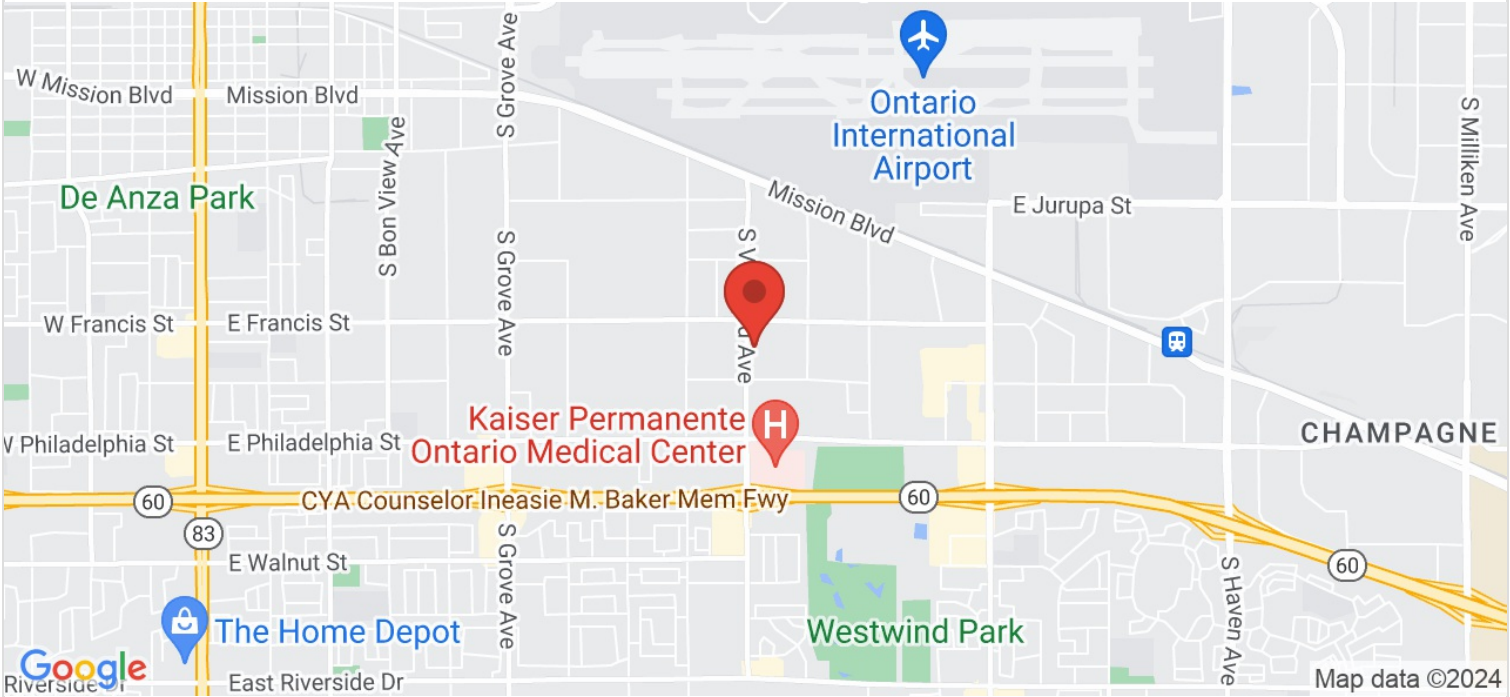 S Grove Ave
W Mission Blvd
Mission Blvd
Ontario
International
Airport
S Milliken Ave
S Bon View Ave
De Anza Park
Mission Blvd
E Jurupa St
S Grove Ave
S V
d Ave
W Francis St
E Francis St
Kaiser Permanente
Ontario Medical Center
H
W Philadelphia St
E Philadelphia St
CHAMPAGNE
60
CYA Counselor Ineasie M. Baker Mem Fwy
60
83
S Grove Ave
E Walnut St
60
S Haven Ave
The Home Depot
Westwind Park
Google
Riverside Dr
East Riverside Dr
Map data ©2024